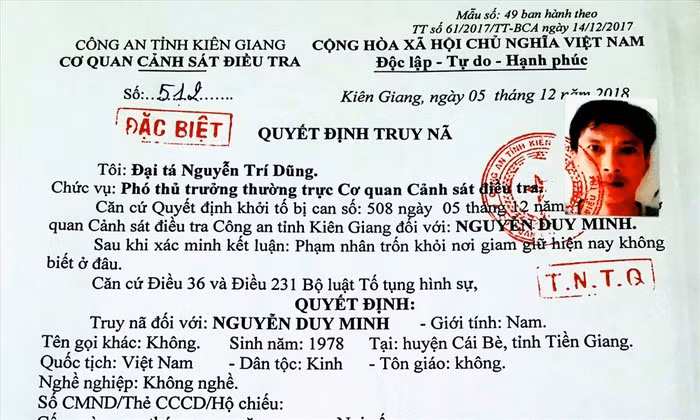 Mẫu số: 49 ban hành theo
TT số 61/2017/TT-BCA ngày 14/12/2017
CÔNG AN TỈNH KIÊN GIANG
CỘNG HÒA XÃ HỘI CHỦ NGHĨA VIỆT NAM
CƠ QUAN CẢNH SÁT ĐIỀU TRA
Độc lập - Tự do - Hạnh phúc
Số:...512.......
Kiên Giang, ngày 05 tháng 12 năm 2018
ĐẶC BIỆT
QUYẾT ĐỊNH TRUY NÃ
CÔNG AN TỈNH KIÊN
Tôi: Đại tá Nguyễn Trí Dũng.
Chức vụ: Phó thủ trưởng thường trực Cơ quan Cảnh sát điều tra.
Căn cứ Quyết định khởi tố bị can số: 508 ngày 05 tháng 12 năm
quan Cảnh sát điều tra Công an tỉnh Kiên Giang đối với: NGUYỄN DUY MINH.
Sau khi xác minh kết luận: Phạm nhân trốn khỏi nơi giam giữ hiện nay không
biết ở đâu.
Căn cứ Điều 36 và Điều 231 Bộ luật Tố tụng hình sự,
T.N.T.Q
QUYẾT ĐỊNH:
Truy nã đối với: NGUYỄN DUY MINH - Giới tính: Nam.
Tên gọi khác: Không. Sinh năm: 1978 Tại: huyện Cái Bè, tỉnh Tiền Giang.
Quốc tịch: Việt Nam - Dân tộc: Kinh - Tôn giáo: không.
Nghề nghiệp: Không nghề.
Số CMND/Thẻ CCCD/Hộ chiếu: